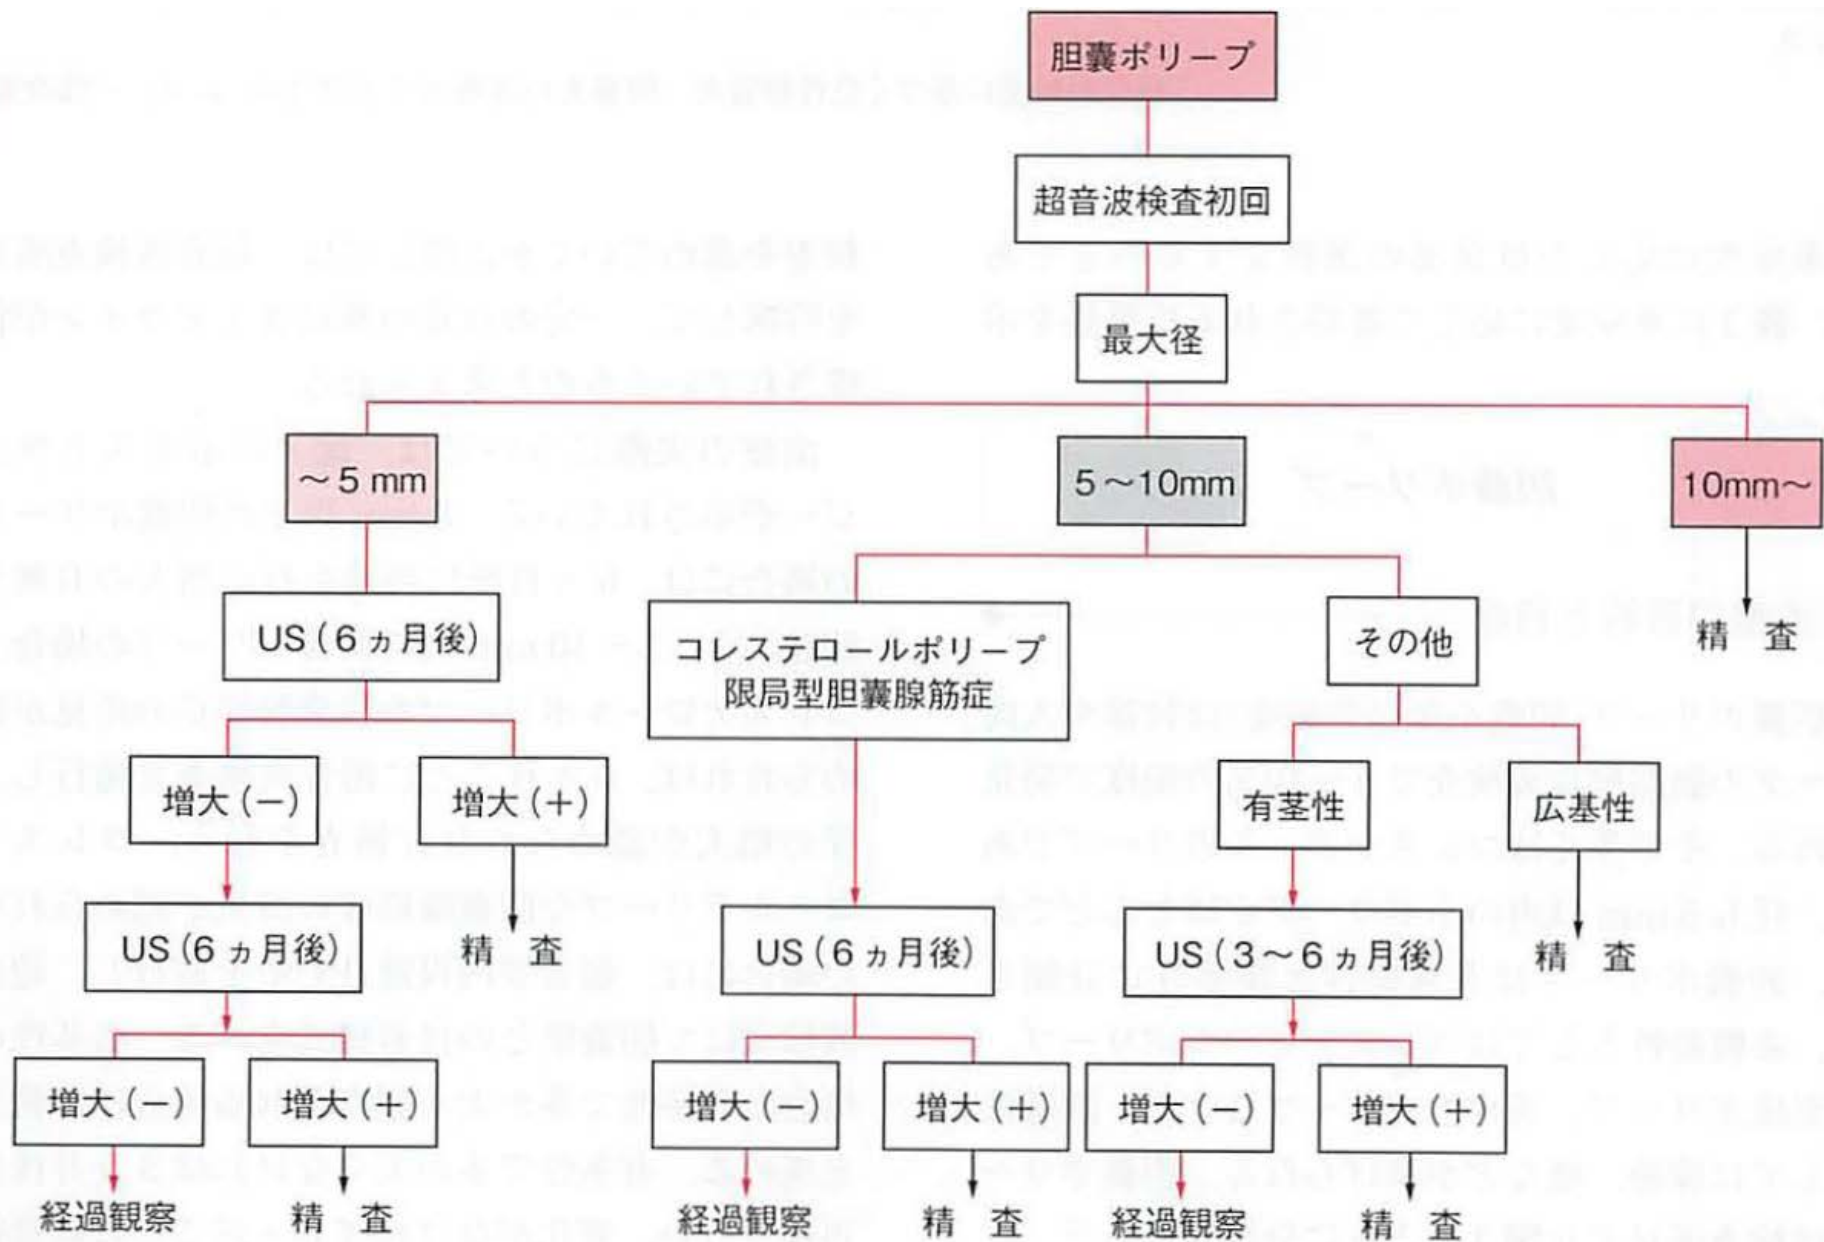 胆嚢ポリープ
超音波検査初回
最大径
～5 mm
5～10mm
10mm～
US(6ヵ月後)
コレステロールポリープ
限局型胆嚢腺筋症
その他
精 査
増大(－)
増大(＋)
有茎性
広基性
US(6ヵ月後)
精 査
US(6ヵ月後)
US(3～6ヵ月後)
精 査
増大(－)
増大(＋)
増大(－)
増大(＋)
増大(－)
増大(＋)
経過観察
精 査
経過観察
精 査
経過観察
精 査